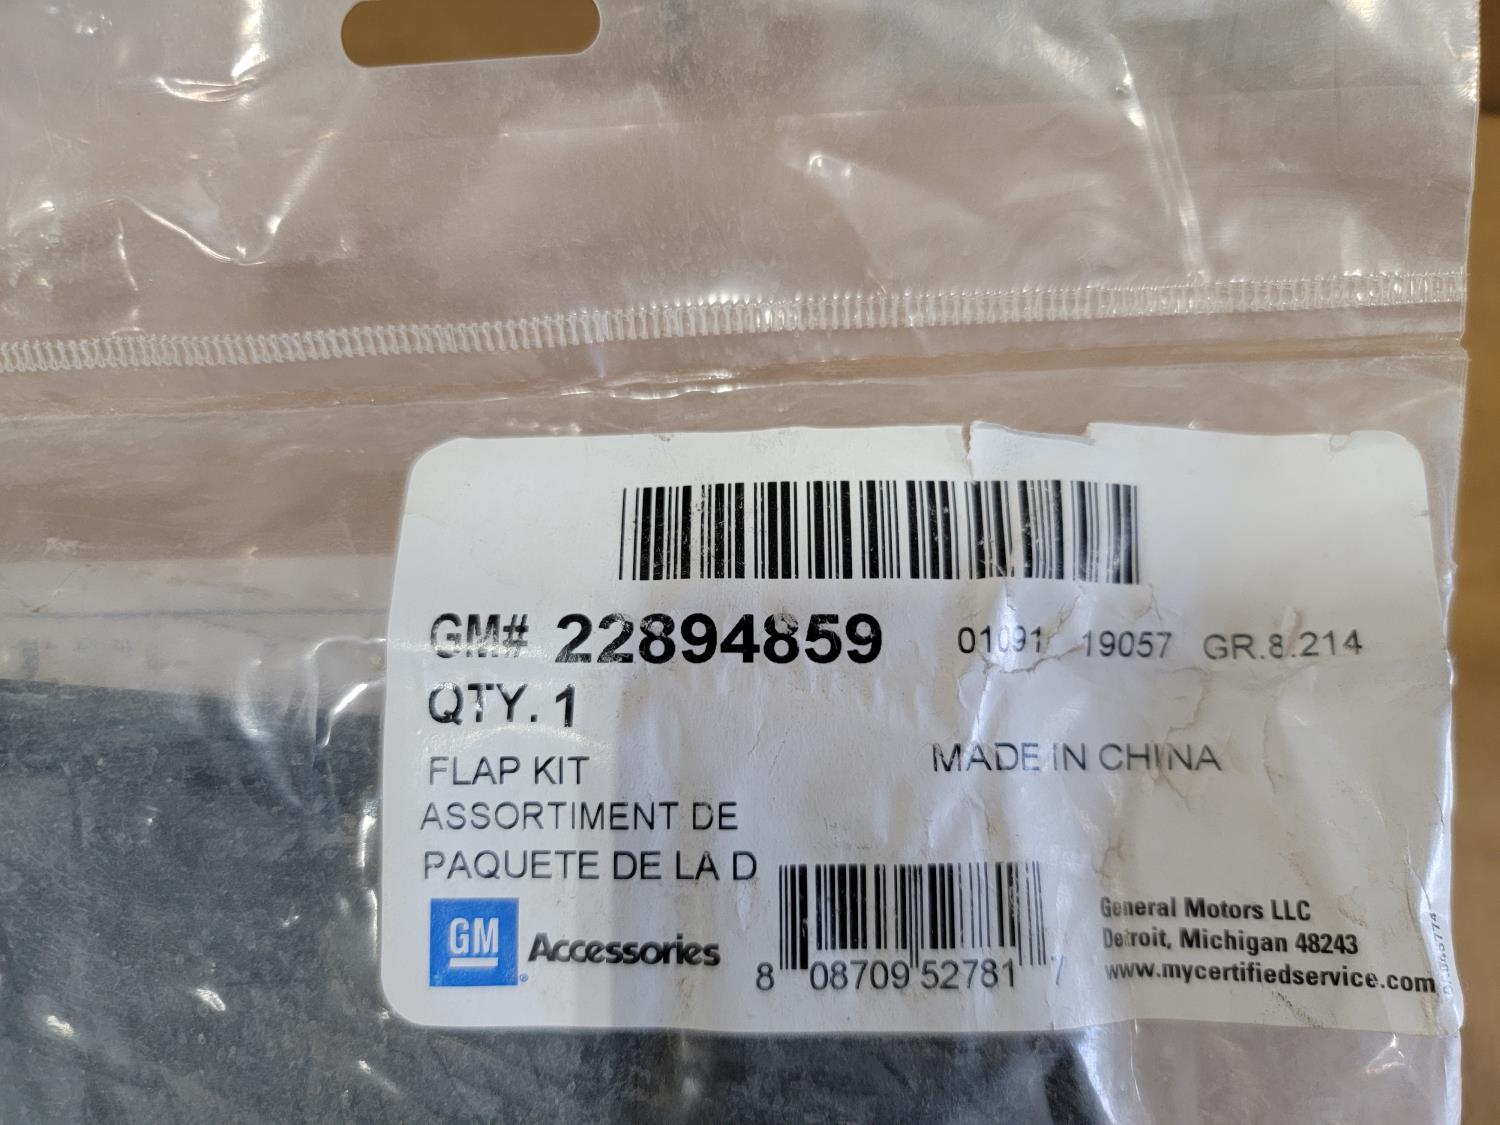 GM# 22894859 01091 19057 GR.8.214
QTY. 1
FLAP KIT MADE IN CHINA
ASSORTIMENT DE
PAQUETE DE LA D
GM Accessories
8 08709 52781 7
General Motors LLC
Detroit, Michigan 48243
www.mycertifiedservice.com